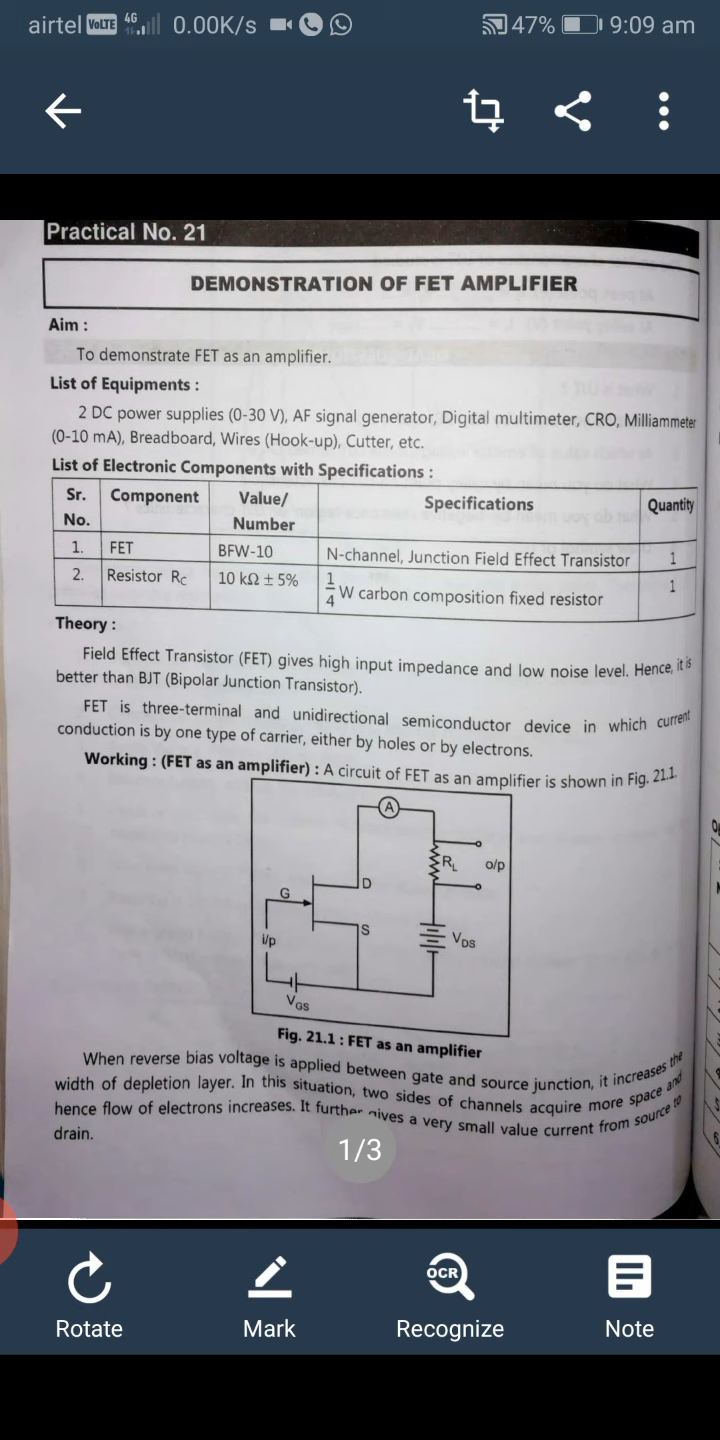 airtel VoLTE 4G 0.00K/s 47% 9:09 am
Practical No. 21
DEMONSTRATION OF FET AMPLIFIER
Aim :
To demonstrate FET as an amplifier.
List of Equipments :
2 DC power supplies (0-30 V), AF signal generator, Digital multimeter, CRO, Milliammeter
(0-10 mA), Breadboard, Wires (Hook-up), Cutter, etc.
List of Electronic Components with Specifications :
Sr. No. Component Value/ Number Specifications Quantity
1. FET BFW-10 N-channel, Junction Field Effect Transistor 1
2. Resistor RC 10 kΩ ± 5% 1/4 W carbon composition fixed resistor 1
Theory :
Field Effect Transistor (FET) gives high input impedance and low noise level. Hence, it is
better than BJT (Bipolar Junction Transistor).
FET is three-terminal and unidirectional semiconductor device in which current
conduction is by one type of carrier, either by holes or by electrons.
Working : (FET as an amplifier) : A circuit of FET as an amplifier is shown in Fig. 21.1.
A
RL o/p
D
G
S
i/p
VDS
VGS
Fig. 21.1 : FET as an amplifier
When reverse bias voltage is applied between gate and source junction, it increases the
width of depletion layer. In this situation, two sides of channels acquire more space and
hence flow of electrons increases. It further gives a very small value current from source to
drain.
1/3
OCR
Rotate Mark Recognize Note